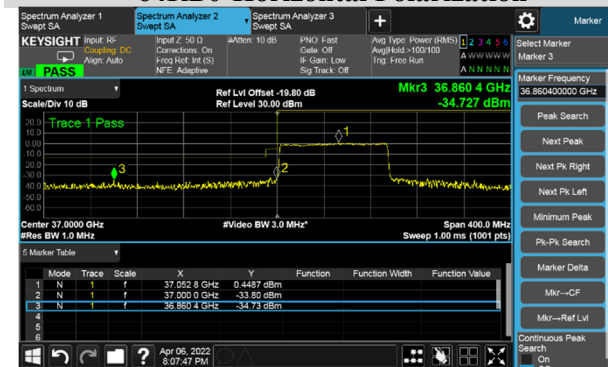 Spectrum Analyzer 1
Swept SA
Spectrum Analyzer 2
Swept SA
Spectrum Analyzer 3
Swept SA
+
Marker
KEYSIGHT
Input: RF
Coupling: DC
Align: Auto
Input Z: 50 Ω
Corrections: On
Freq Ref: Int (S)
NFE: Adaptive
#Atten: 10 dB
PNO: Fast
Gate: Off
IF Gain: Low
Sig Track: Off
Avg Type: Power (RMS)
Avg|Hold:>100/100
Trig: Free Run
1 2 3 4 5 6
A W W W W W
A N N N N N
PASS
Select Marker
Marker 3
1 Spectrum
Scale/Div 10 dB
Ref Lvl Offset -19.80 dB
Ref Level 30.00 dBm
Mkr3 36.860 4 GHz
-34.727 dBm
Marker Frequency
36.860400000 GHz
Peak Search
Next Peak
Next Pk Right
Next Pk Left
Minimum Peak
Pk-Pk Search
Marker Delta
Mkr→CF
Mkr→Ref Lvl
Continuous Peak
Search
On
Trace 1 Pass
20.0
10.0
0.00
-10.0
-20.0
-30.0
-40.0
-50.0
-60.0
1
2
3
Center 37.0000 GHz
#Res BW 1.0 MHz
#Video BW 3.0 MHz*
Span 400.0 MHz
Sweep 1.00 ms (1001 pts)
5 Marker Table
Mode Trace Scale X Y Function Function Width Function Value
1 N 1 f 37.052 8 GHz 0.4487 dBm
2 N 1 f 37.000 0 GHz -33.80 dBm
3 N 1 f 36.860 4 GHz -34.73 dBm
4
5
6
?
Apr 06, 2022
8:07:47 PM